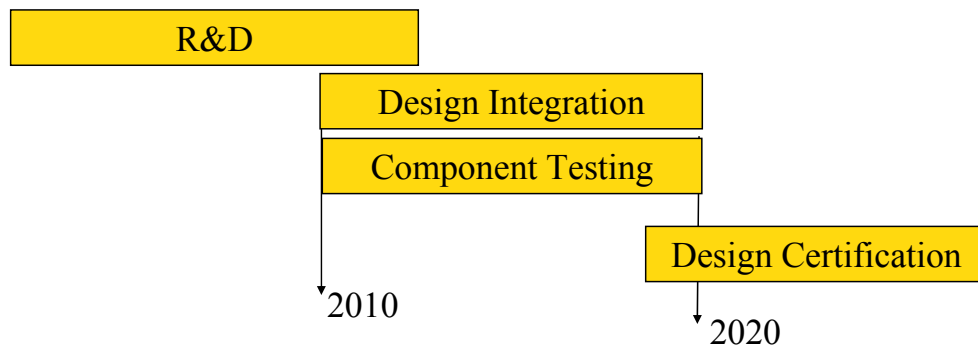 R&D
Design Integration
Component Testing
Design Certification
2010
2020